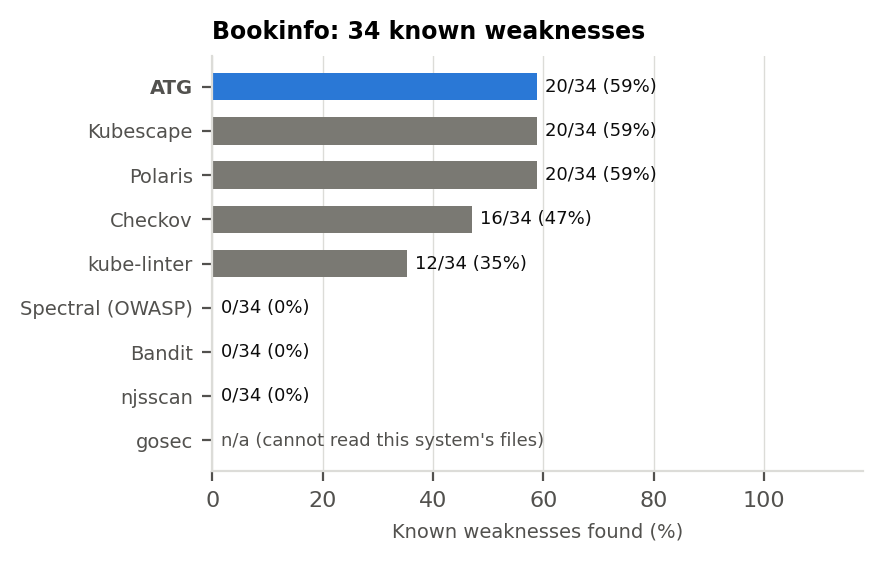 Bookinfo: 34 known weaknesses
ATG 20/34 (59%)
Kubescape 20/34 (59%)
Polaris 20/34 (59%)
Checkov 16/34 (47%)
kube-linter 12/34 (35%)
Spectral (OWASP) 0/34 (0%)
Bandit 0/34 (0%)
njsscan 0/34 (0%)
gosec n/a (cannot read this system's files)
0 20 40 60 80 100
Known weaknesses found (%)